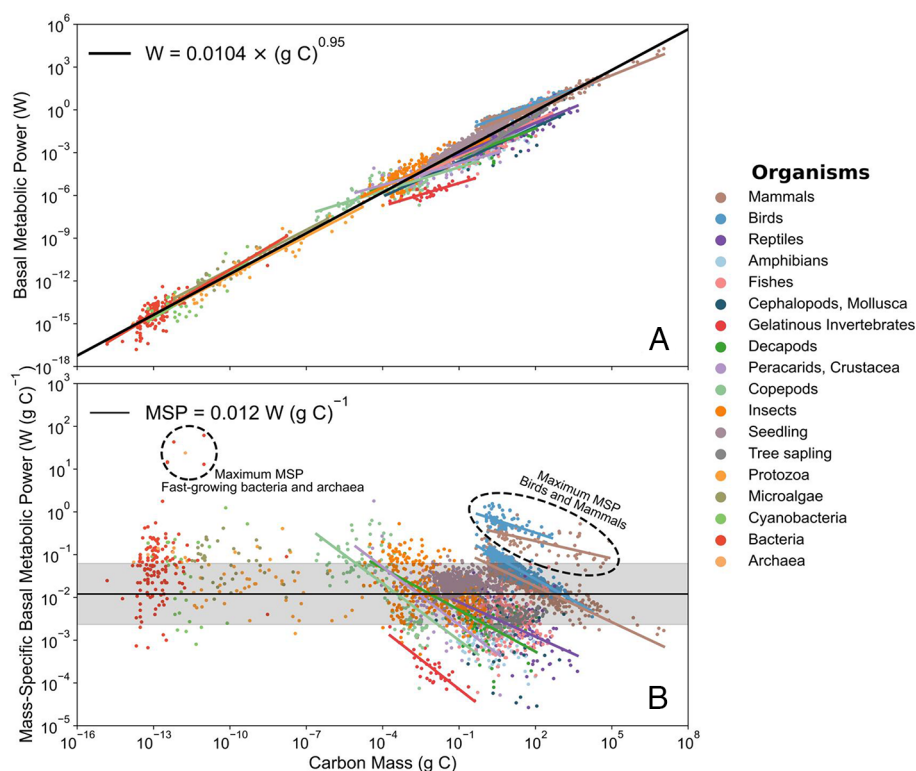 10^6
10^3
10^0
10^−3
10^−6
10^−9
10^−12
10^−15
10^−18
Basal Metabolic Power (W)
W = 0.0104 × (g C)^0.95
A
10^3
10^2
10^1
10^0
10^−1
10^−2
10^−3
10^−4
10^−5
Mass-Specific Basal Metabolic Power (W (g C)^−1)
MSP = 0.012 W (g C)^−1
Maximum MSP
Fast-growing bacteria and archaea
Maximum MSP
Birds and Mammals
B
10^−16
10^−13
10^−10
10^−7
10^−4
10^−1
10^2
10^5
10^8
Carbon Mass (g C)
Organisms
Mammals
Birds
Reptiles
Amphibians
Fishes
Cephalopods, Mollusca
Gelatinous Invertebrates
Decapods
Peracarids, Crustacea
Copepods
Insects
Seedling
Tree sapling
Protozoa
Microalgae
Cyanobacteria
Bacteria
Archaea